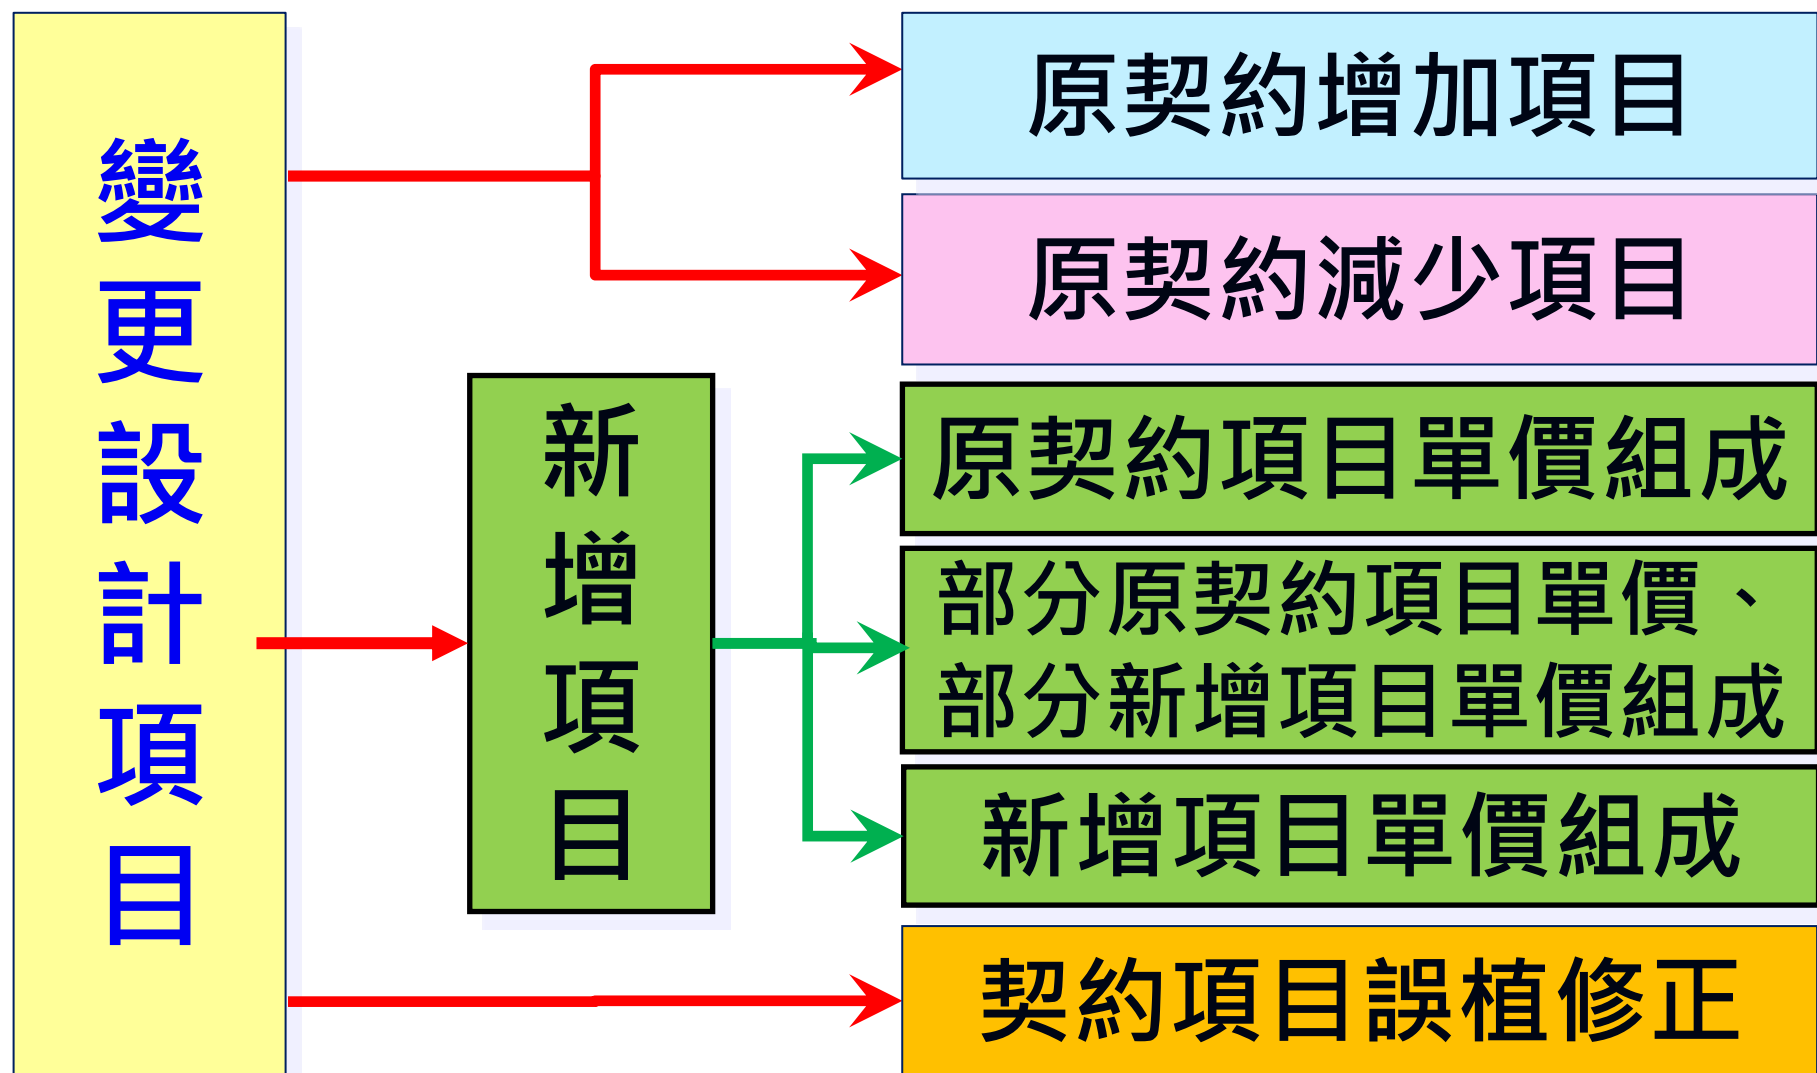 變更設計項目
原契約增加項目
原契約減少項目
新增項目
原契約項目單價組成
部分原契約項目單價、
部分新增項目單價組成
新增項目單價組成
契約項目誤植修正